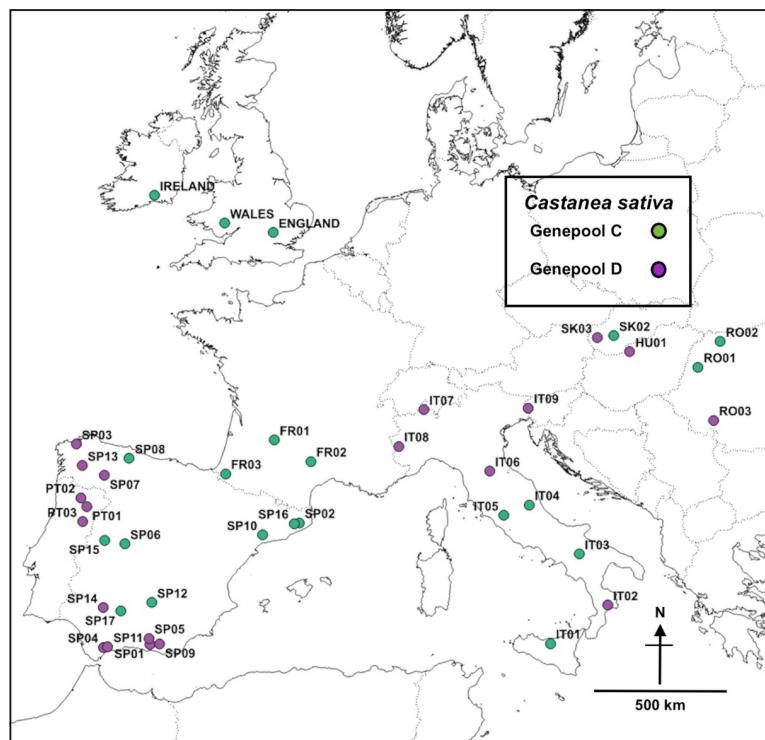 IRELAND
WALES
ENGLAND
Castanea sativa
Genepool C
Genepool D
SK03
SK02
HU01
RO02
RO01
RO03
IT07
IT09
IT08
FR01
FR02
FR03
SP03
SP08
SP13
SP07
PT02
PT01
PT03
IT06
IT04
IT05
SP16
SP02
SP10
SP15
SP06
IT03
SP14
SP12
SP17
IT02
SP04
SP11
SP05
SP01
SP09
IT01
N
500 km